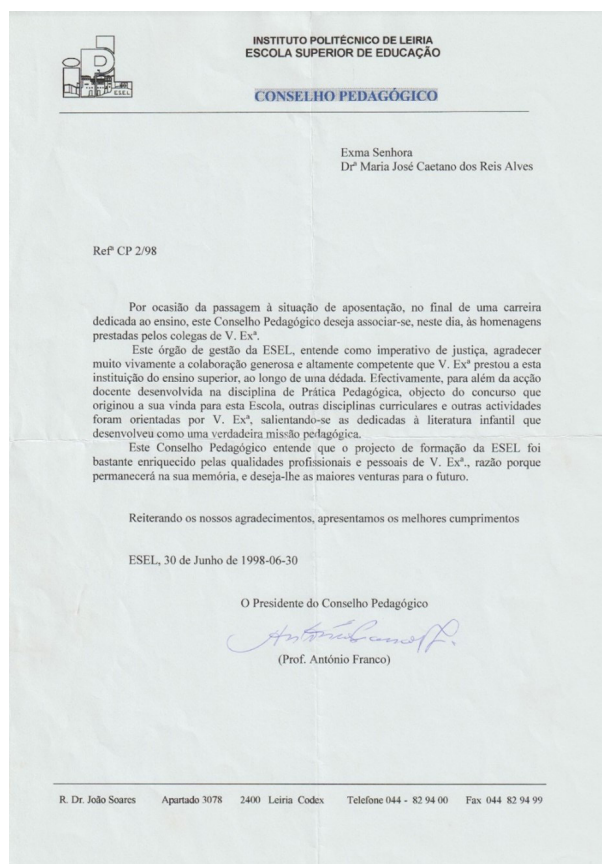 INSTITUTO POLITÉCNICO DE LEIRIA
ESCOLA SUPERIOR DE EDUCAÇÃO
ESEL
CONSELHO PEDAGÓGICO
Exma Senhora
Drª Maria José Caetano dos Reis Alves
Refª CP 2/98
Por ocasião da passagem à situação de aposentação, no final de uma carreira
dedicada ao ensino, este Conselho Pedagógico deseja associar-se, neste dia, às homenagens
prestadas pelos colegas de V. Exª.
Este órgão de gestão da ESEL, entende como imperativo de justiça, agradecer
muito vivamente a colaboração generosa e altamente competente que V. Exª prestou a esta
instituição do ensino superior, ao longo de uma dédada. Efectivamente, para além da acção
docente desenvolvida na disciplina de Prática Pedagógica, objecto do concurso que
originou a sua vinda para esta Escola, outras disciplinas curriculares e outras actividades
foram orientadas por V. Exª, salientando-se as dedicadas à literatura infantil que
desenvolveu como uma verdadeira missão pedagógica.
Este Conselho Pedagógico entende que o projecto de formação da ESEL foi
bastante enriquecido pelas qualidades profissionais e pessoais de V. Exª., razão porque
permanecerá na sua memória, e deseja-lhe as maiores venturas para o futuro.
Reiterando os nossos agradecimentos, apresentamos os melhores cumprimentos
ESEL, 30 de Junho de 1998-06-30
O Presidente do Conselho Pedagógico
(Prof. António Franco)
R. Dr. João Soares Apartado 3078 2400 Leiria Codex Telefone 044 - 82 94 00 Fax 044 82 94 99